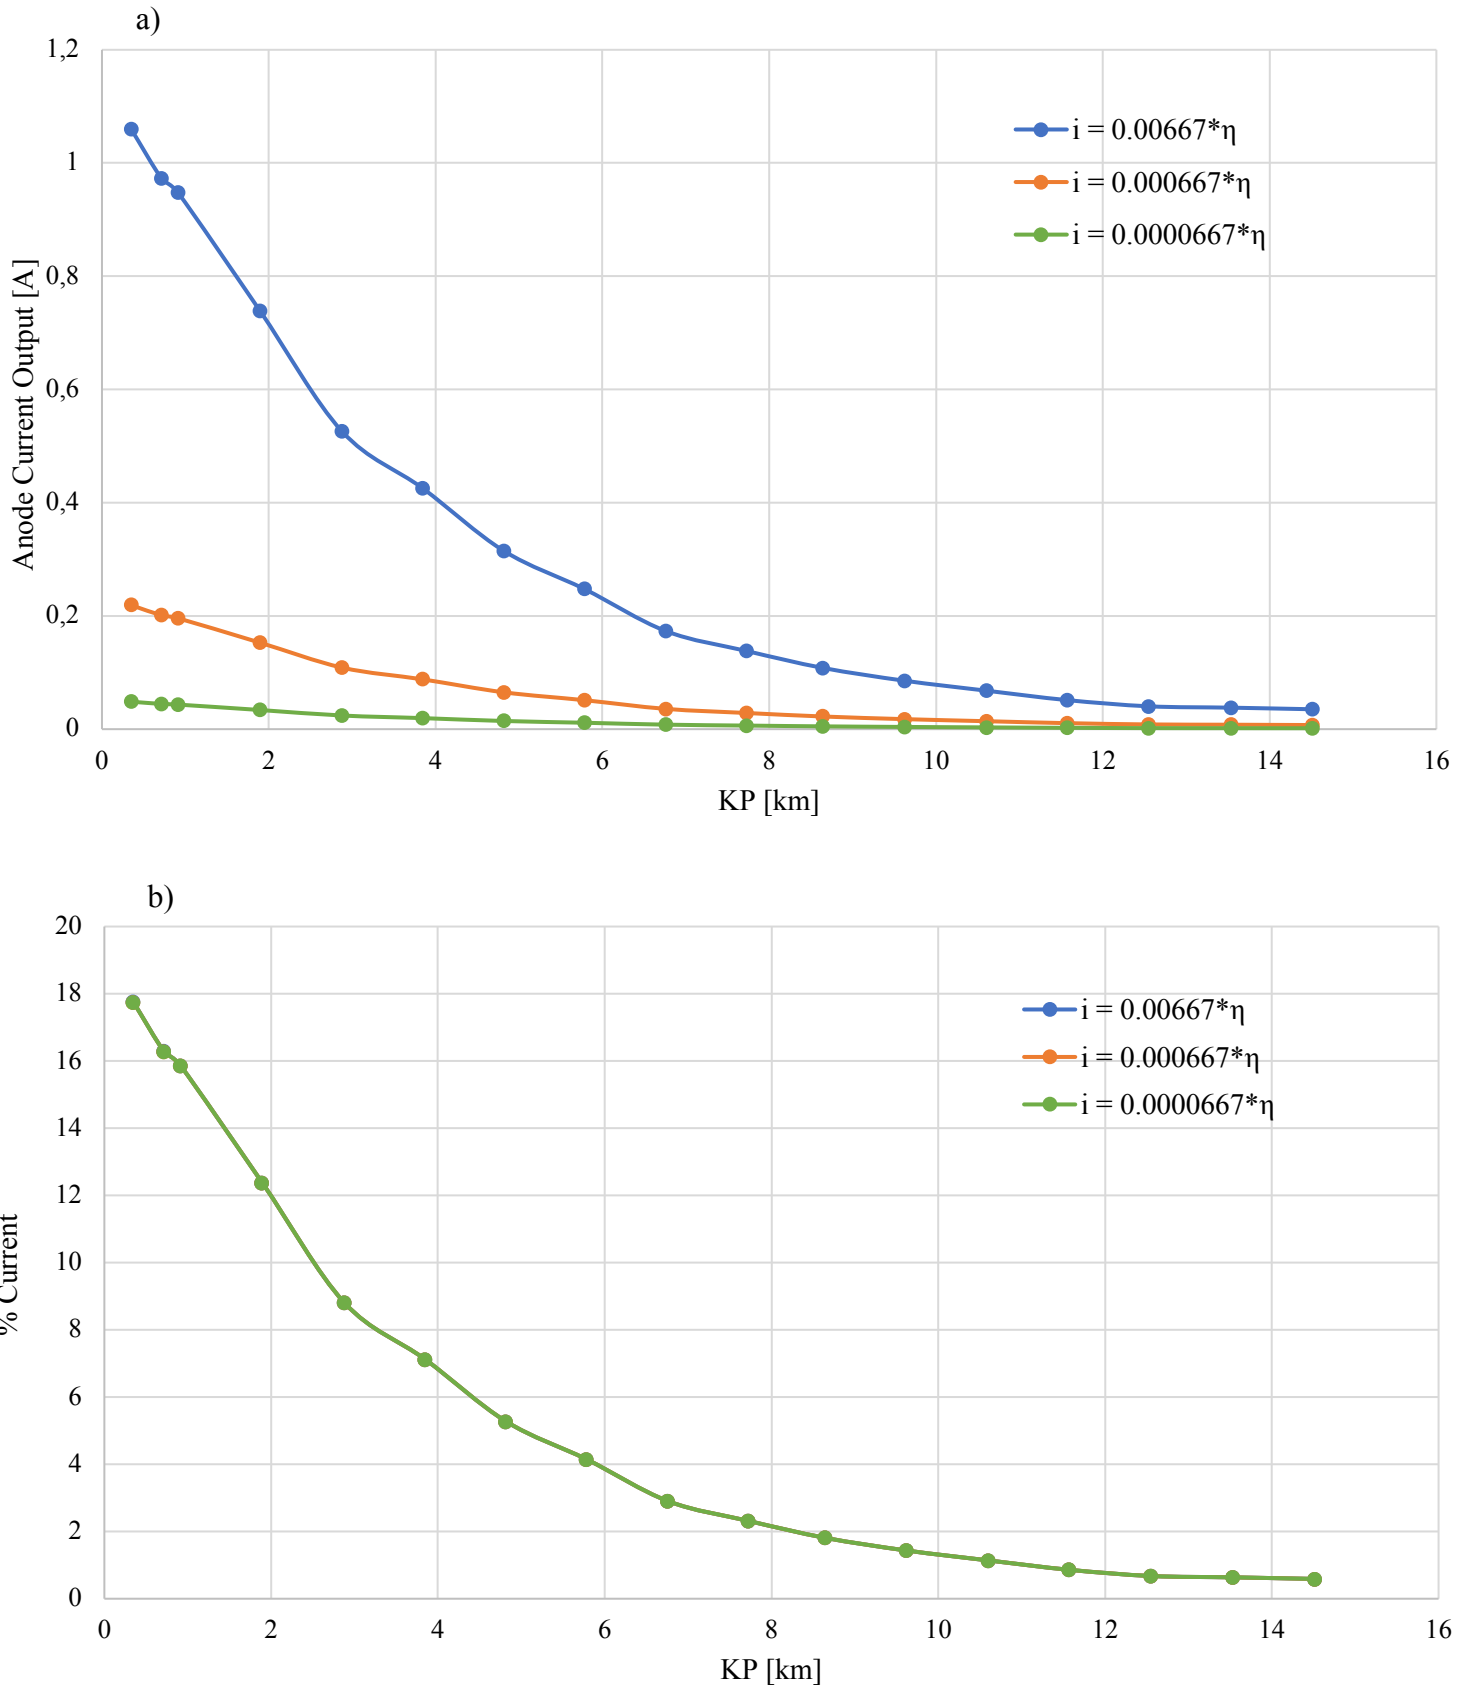 a)
1,2
1
0,8
0,6
0,4
0,2
0
Anode Current Output [A]
i = 0.00667*η
i = 0.000667*η
i = 0.0000667*η
0 2 4 6 8 10 12 14 16
KP [km]
b)
20
18
16
14
12
10
8
6
4
2
0
% Current
i = 0.00667*η
i = 0.000667*η
i = 0.0000667*η
0 2 4 6 8 10 12 14 16
KP [km]